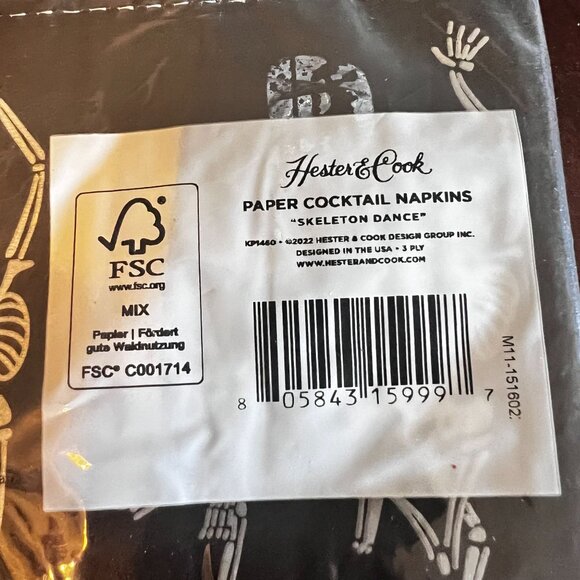 Hester & Cook
PAPER COCKTAIL NAPKINS
"SKELETON DANCE"
KP1460 • ©2022 HESTER & COOK DESIGN GROUP INC.
DESIGNED IN THE USA • 3 PLY
WWW.HESTERANDCOOK.COM
FSC
www.fsc.org
MIX
Papier | Fördert
gute Waldnutzung
FSC® C001714
8 05843 15999 7
M11-151602